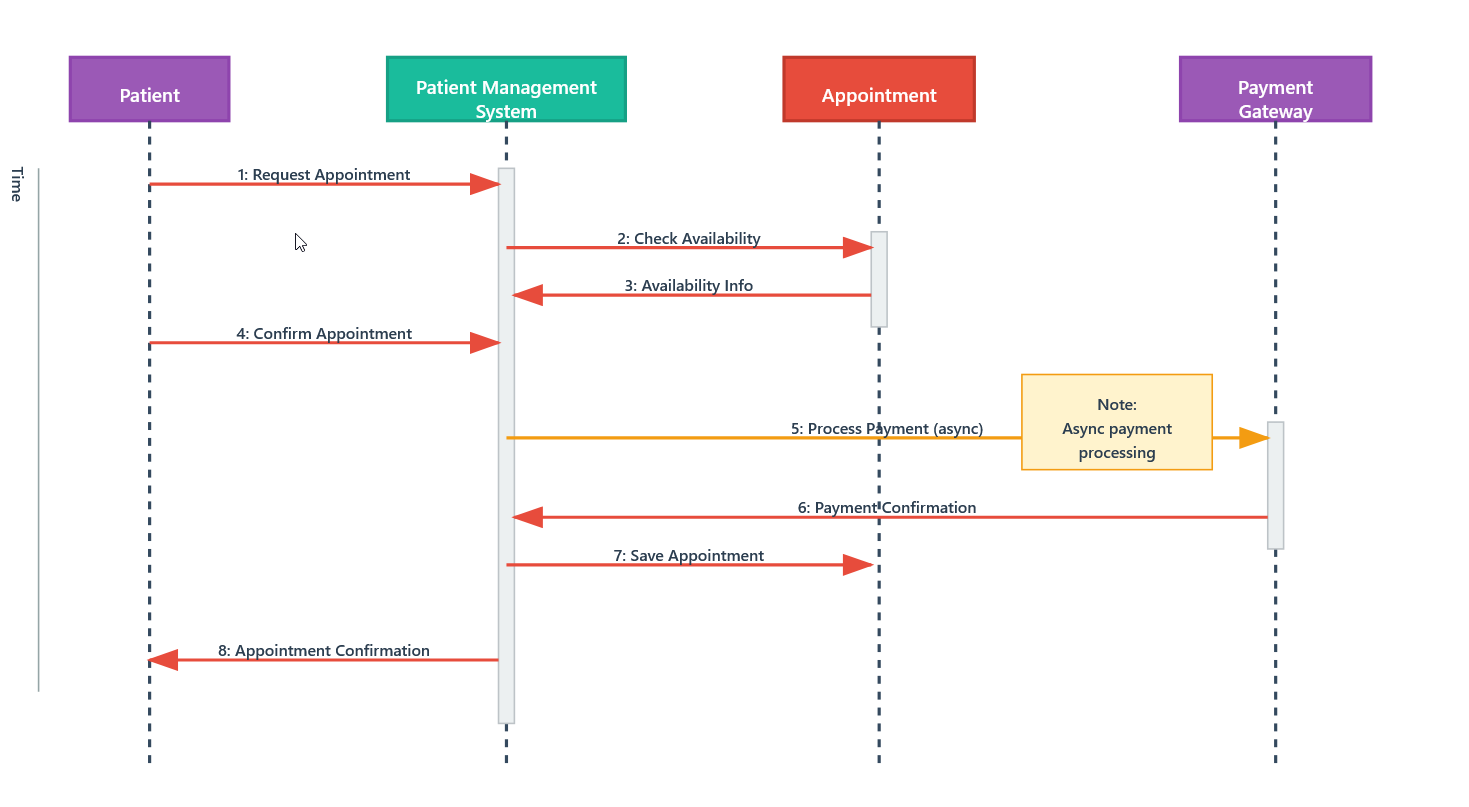 Patient
Patient Management
System
Appointment
Payment
Gateway
Time
1: Request Appointment
2: Check Availability
3: Availability Info
4: Confirm Appointment
Note:
Async payment
processing
5: Process Payment (async)
6: Payment Confirmation
7: Save Appointment
8: Appointment Confirmation